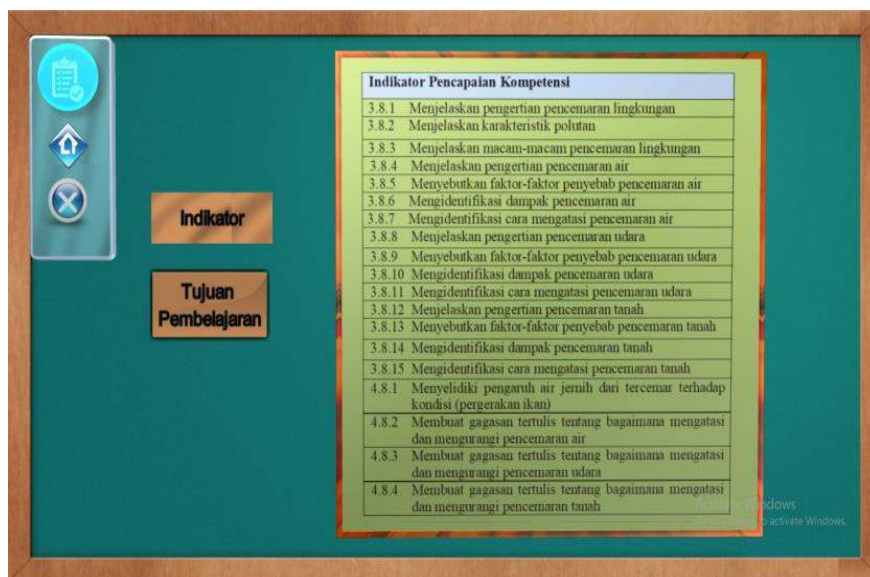 Indikator
Tujuan
Pembelajaran
Indikator Pencapaian Kompetensi
3.8.1 Menjelaskan pengertian pencemaran lingkungan
3.8.2 Menjelaskan karakteristik polutan
3.8.3 Menjelaskan macam-macam pencemaran lingkungan
3.8.4 Menjelaskan pengertian pencemaran air
3.8.5 Menyebutkan faktor-faktor penyebab pencemaran air
3.8.6 Mengidentifikasi dampak pencemaran air
3.8.7 Mengidentifikasi cara mengatasi pencemaran air
3.8.8 Menjelaskan pengertian pencemaran udara
3.8.9 Menyebutkan faktor-faktor penyebab pencemaran udara
3.8.10 Mengidentifikasi dampak pencemaran udara
3.8.11 Mengidentifikasi cara mengatasi pencemaran udara
3.8.12 Menjelaskan pengertian pencemaran tanah
3.8.13 Menyebutkan faktor-faktor penyebab pencemaran tanah
3.8.14 Mengidentifikasi dampak pencemaran tanah
3.8.15 Mengidentifikasi cara mengatasi pencemaran tanah
4.8.1 Menyelidiki pengaruh air jernih dari tercemar terhadap
kondisi (pergerakan ikan)
4.8.2 Membuat gagasan tertulis tentang bagaimana mengatasi
dan mengurangi pencemaran air
4.8.3 Membuat gagasan tertulis tentang bagaimana mengatasi
dan mengurangi pencemaran udara
4.8.4 Membuat gagasan tertulis tentang bagaimana mengatasi
dan mengurangi pencemaran tanah
Activate Windows
to activate Windows.